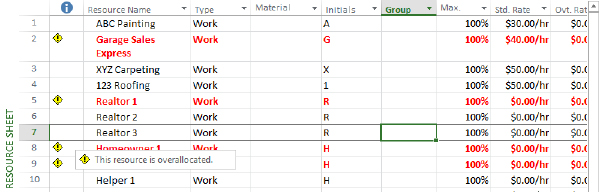 Resource Name Type Material Initials Group Max. Std. Rate Ovt. Rat
1 ABC Painting Work A 100% $30.00/hr $0.0
2 Garage Sales Express Work G 100% $40.00/hr $0.0
3 XYZ Carpeting Work X 100% $50.00/hr $0.0
4 123 Roofing Work 1 100% $50.00/hr $0.0
5 Realtor 1 Work R 100% $0.00/hr $0.0
6 Realtor 2 Work R 100% $0.00/hr $0.0
7 Realtor 3 Work R 100% $0.00/hr $0.0
8 Homeowner 1 Work H 100% $0.00/hr $0.0
9 This resource is overallocated. H 100% $0.00/hr $0.0
10 Helper 1 Work H 100% $0.00/hr $0.0
RESOURCE SHEET